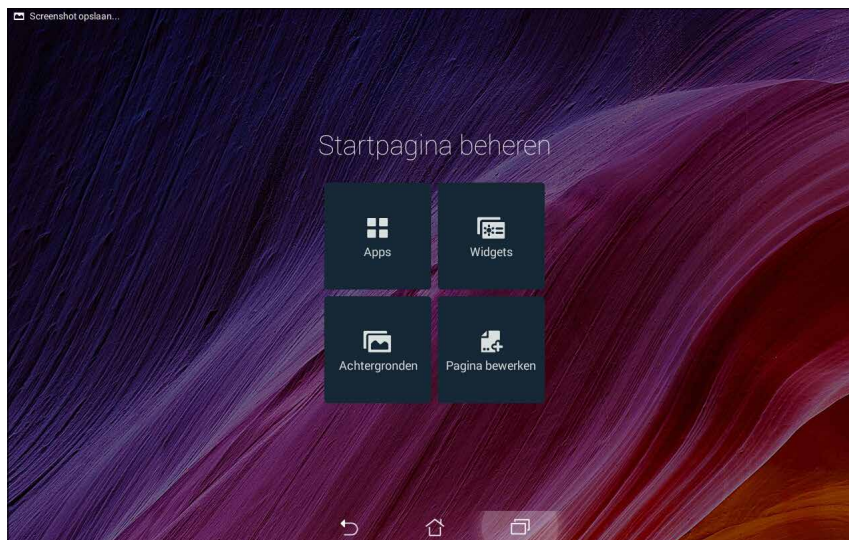 Screenshot opslaan...
Startpagina beheren
Apps
Widgets
Achtergronden
Pagina bewerken